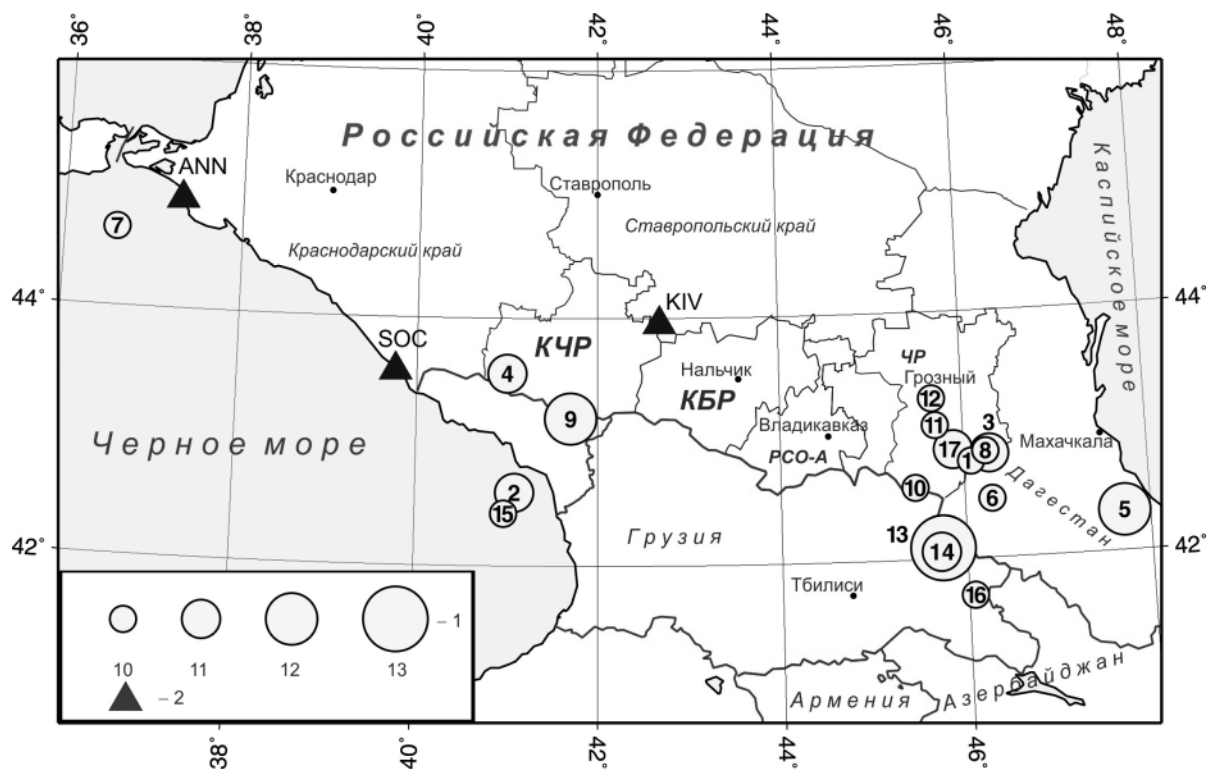 36° 38° 40° 42° 44° 46° 48°
Российская Федерация
ANN
Краснодар
Ставрополь
Каспийское море
7
Ставропольский край
Краснодарский край
44° 44°
KIV
SOC
КЧР
ЧР
4
Нальчик
Грозный
КБР
12
9
11
3
Владикавказ
Махачкала
Черное море
17
8
РСО-А
1
2
10
6
Дагестан
5
15
13
Грузия
42° 42°
14
Тбилиси
16
– 1
10 11 12 13
– 2
Армения
Азербайджан
38° 40° 42° 44° 46°